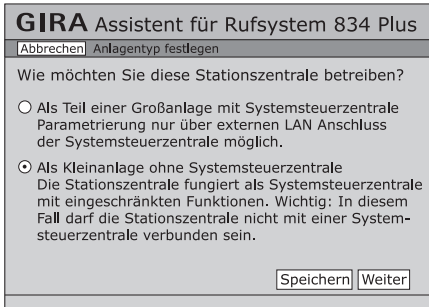 GIRA Assistent für Rufsystem 834 Plus
Abbrechen Anlagentyp festlegen
Wie möchten Sie diese Stationszentrale betreiben?
Als Teil einer Großanlage mit Systemsteuerzentrale
Parametrierung nur über externen LAN Anschluss
der Systemsteuerzentrale möglich.
Als Kleinanlage ohne Systemsteuerzentrale
Die Stationszentrale fungiert als Systemsteuerzentrale
mit eingeschränkten Funktionen. Wichtig: In diesem
Fall darf die Stationszentrale nicht mit einer System-
steuerzentrale verbunden sein.
Speichern Weiter